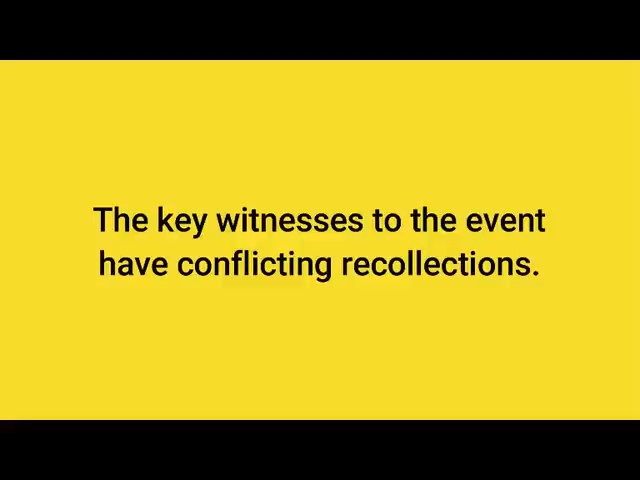 The key witnesses to the event
have conflicting recollections.